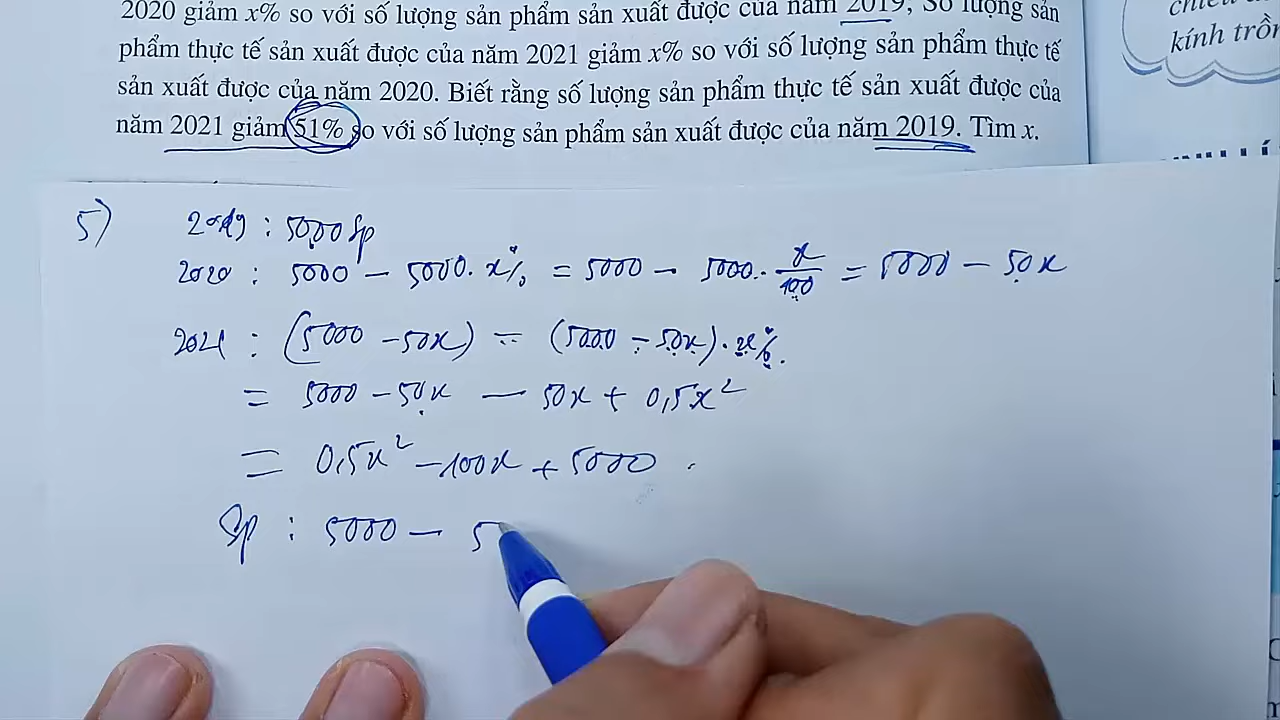 2020 giảm x% so với số lượng sản phẩm sản xuất được của năm 2019; Số lượng sản
phẩm thực tế sản xuất được của năm 2021 giảm x% so với số lượng sản phẩm thực tế
sản xuất được của năm 2020. Biết rằng số lượng sản phẩm thực tế sản xuất được của
năm 2021 giảm 51% so với số lượng sản phẩm sản xuất được của năm 2019. Tìm x.
kính trồn
5)
2019 : 5000 Sp
2020 : 5000 - 5000. x% = 5000 - 5000. x/100 = 5000 - 50x
2021 : (5000 - 50x) - (5000 - 50x) . x%.
= 5000 - 50x - 50x + 0,5x²
= 0,5x² - 100x + 5000 .
Sp : 5000 - 5